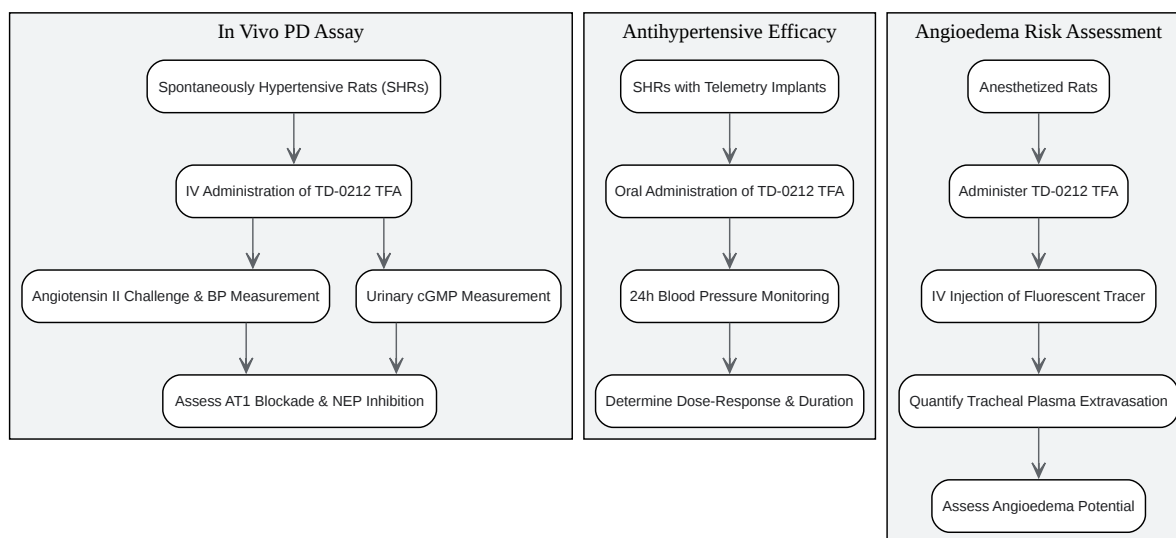 In Vivo PD Assay
Spontaneously Hypertensive Rats (SHRs)
IV Administration of TD-0212 TFA
Angiotensin II Challenge & BP Measurement
Urinary cGMP Measurement
Assess AT1 Blockade & NEP Inhibition
Antihypertensive Efficacy
SHRs with Telemetry Implants
Oral Administration of TD-0212 TFA
24h Blood Pressure Monitoring
Determine Dose-Response & Duration
Angioedema Risk Assessment
Anesthetized Rats
Administer TD-0212 TFA
IV Injection of Fluorescent Tracer
Quantify Tracheal Plasma Extravasation
Assess Angioedema Potential